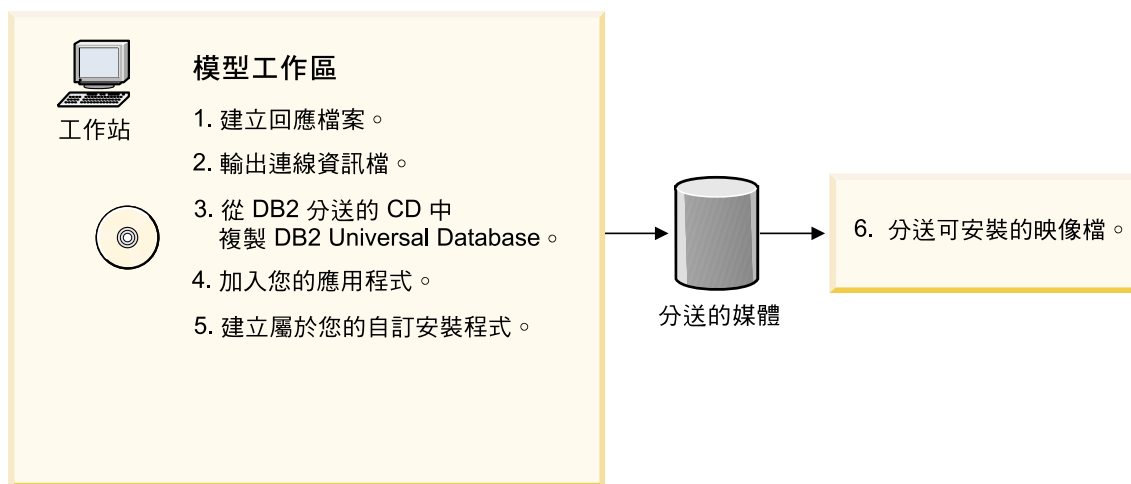 模型工作區
工作站
1. 建立回應檔案。
2. 輸出連線資訊檔。
3. 從 DB2 分送的 CD 中
複製 DB2 Universal Database。
4. 加入您的應用程式。
5. 建立屬於您的自訂安裝程式。
分送的媒體
6. 分送可安裝的映像檔。